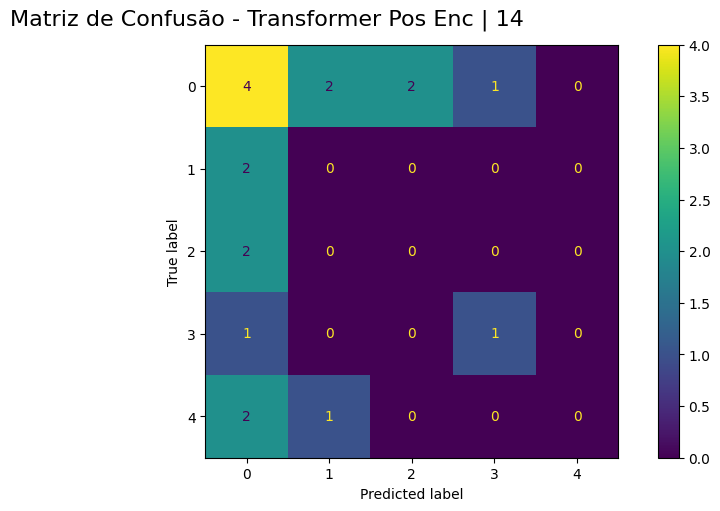 Matriz de Confusão - Transformer Pos Enc | 14
0 4 2 2 1 0
1 2 0 0 0 0
2 2 0 0 0 0
3 1 0 0 1 0
4 2 1 0 0 0
0 1 2 3 4
Predicted label
True label
4.0
3.5
3.0
2.5
2.0
1.5
1.0
0.5
0.0